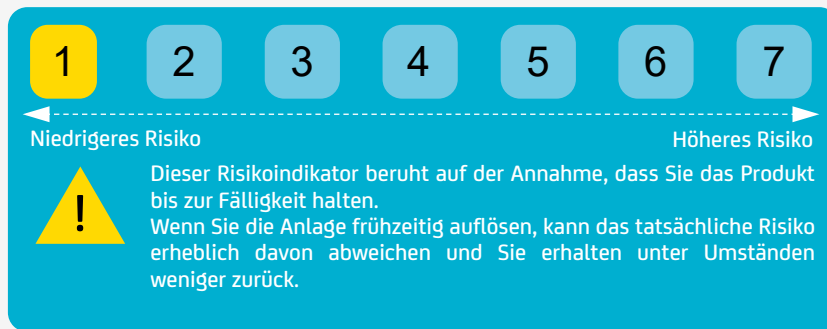 1 2 3 4 5 6 7
Niedrigeres Risiko Höheres Risiko
Dieser Risikoindikator beruht auf der Annahme, dass Sie das Produkt
bis zur Fälligkeit halten.
!
Wenn Sie die Anlage frühzeitig auflösen, kann das tatsächliche Risiko
erheblich davon abweichen und Sie erhalten unter Umständen
weniger zurück.